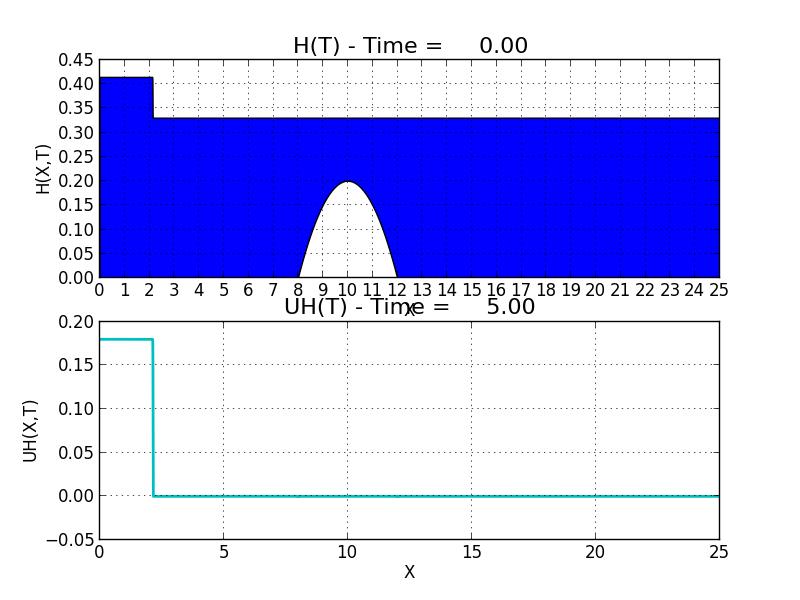 H(T) - Time = 0.00
0.45
0.40
0.35
0.30
0.25
0.20
0.15
0.10
0.05
0.00
H(X,T)
0 1 2 3 4 5 6 7 8 9 10 11 12 13 14 15 16 17 18 19 20 21 22 23 24 25
X
UH(T) - Time = 5.00
0.20
0.15
0.10
0.05
0.00
−0.05
UH(X,T)
0 5 10 15 20 25
X